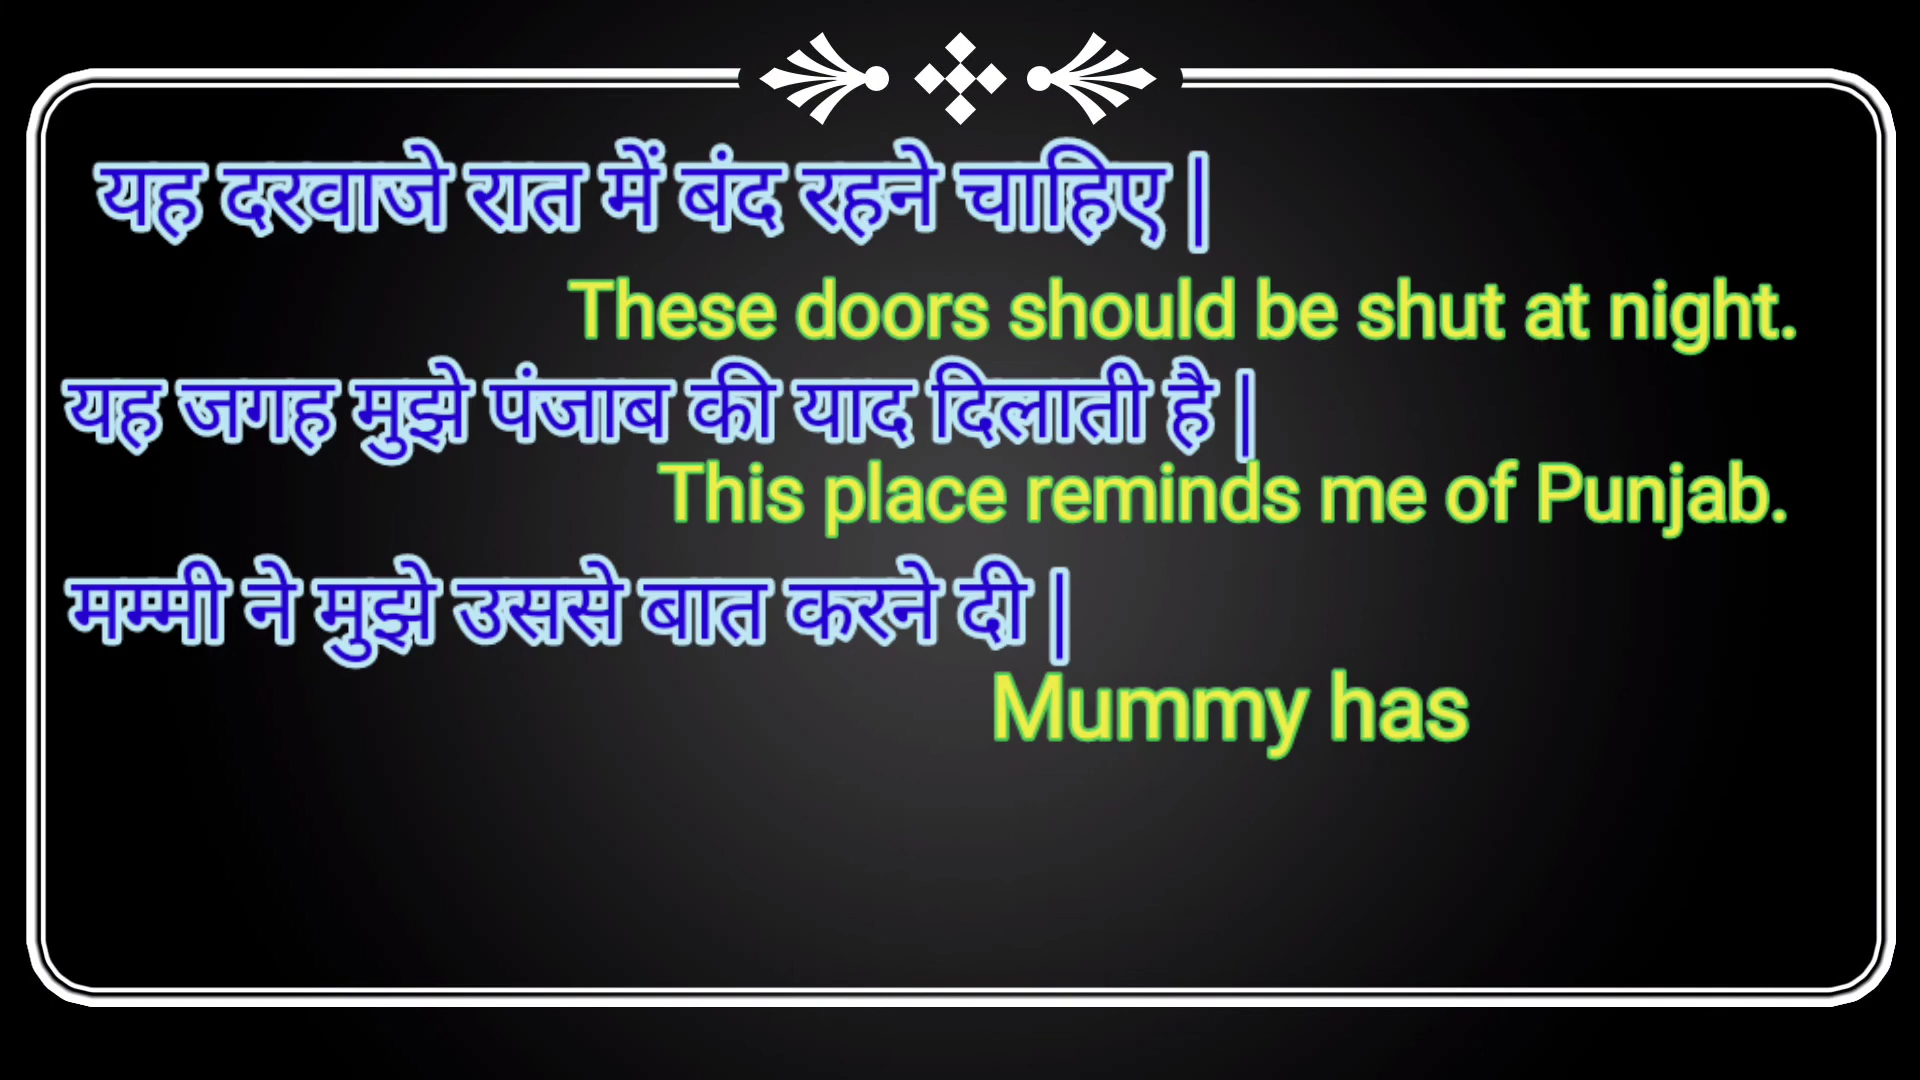 यह दरवाजे रात में बंद रहने चाहिए |
These doors should be shut at night.
यह जगह मुझे पंजाब की याद दिलाती है |
This place reminds me of Punjab.
मम्मी ने मुझे उससे बात करने दी |
Mummy has